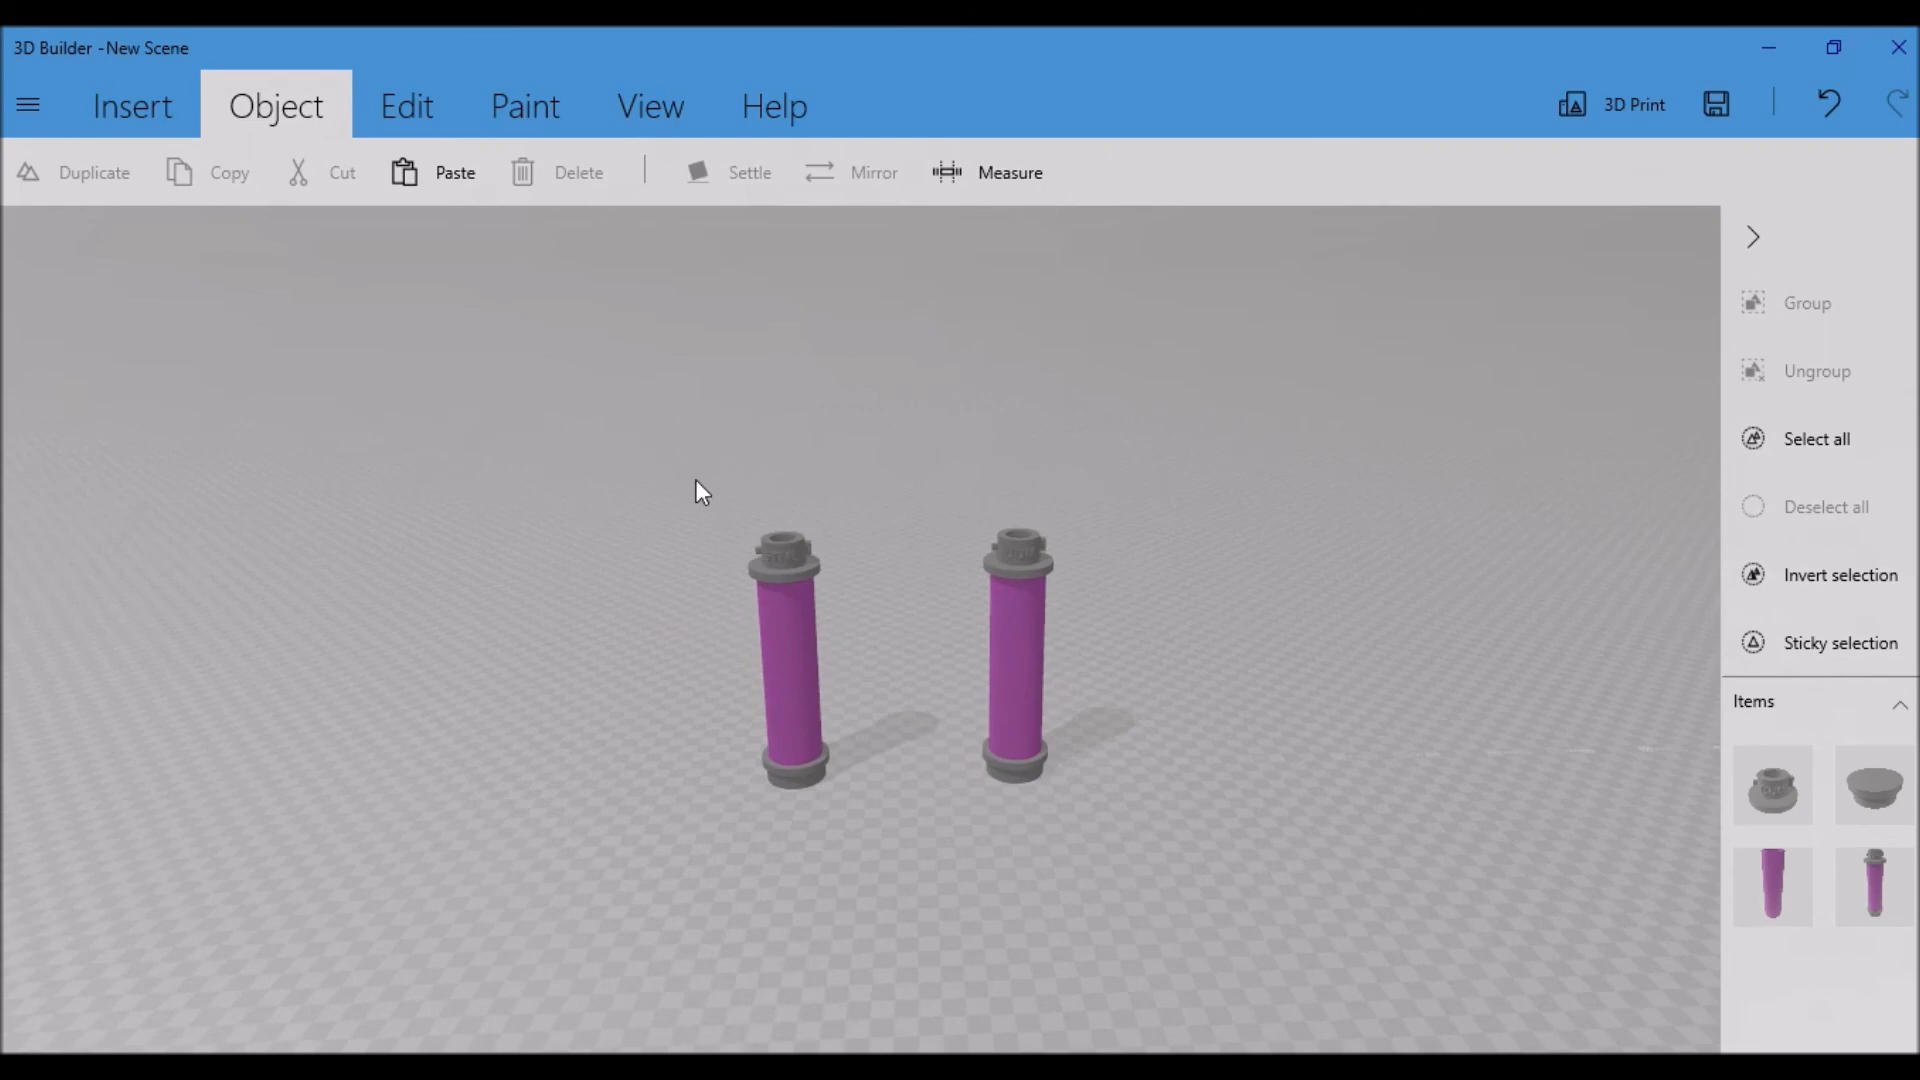 3D Builder -New Scene
Insert Object Edit Paint View Help 3D Print
Duplicate Copy Cut Paste Delete Settle Mirror Measure
Group
Ungroup
Select all
Deselect all
Invert selection
Sticky selection
Items